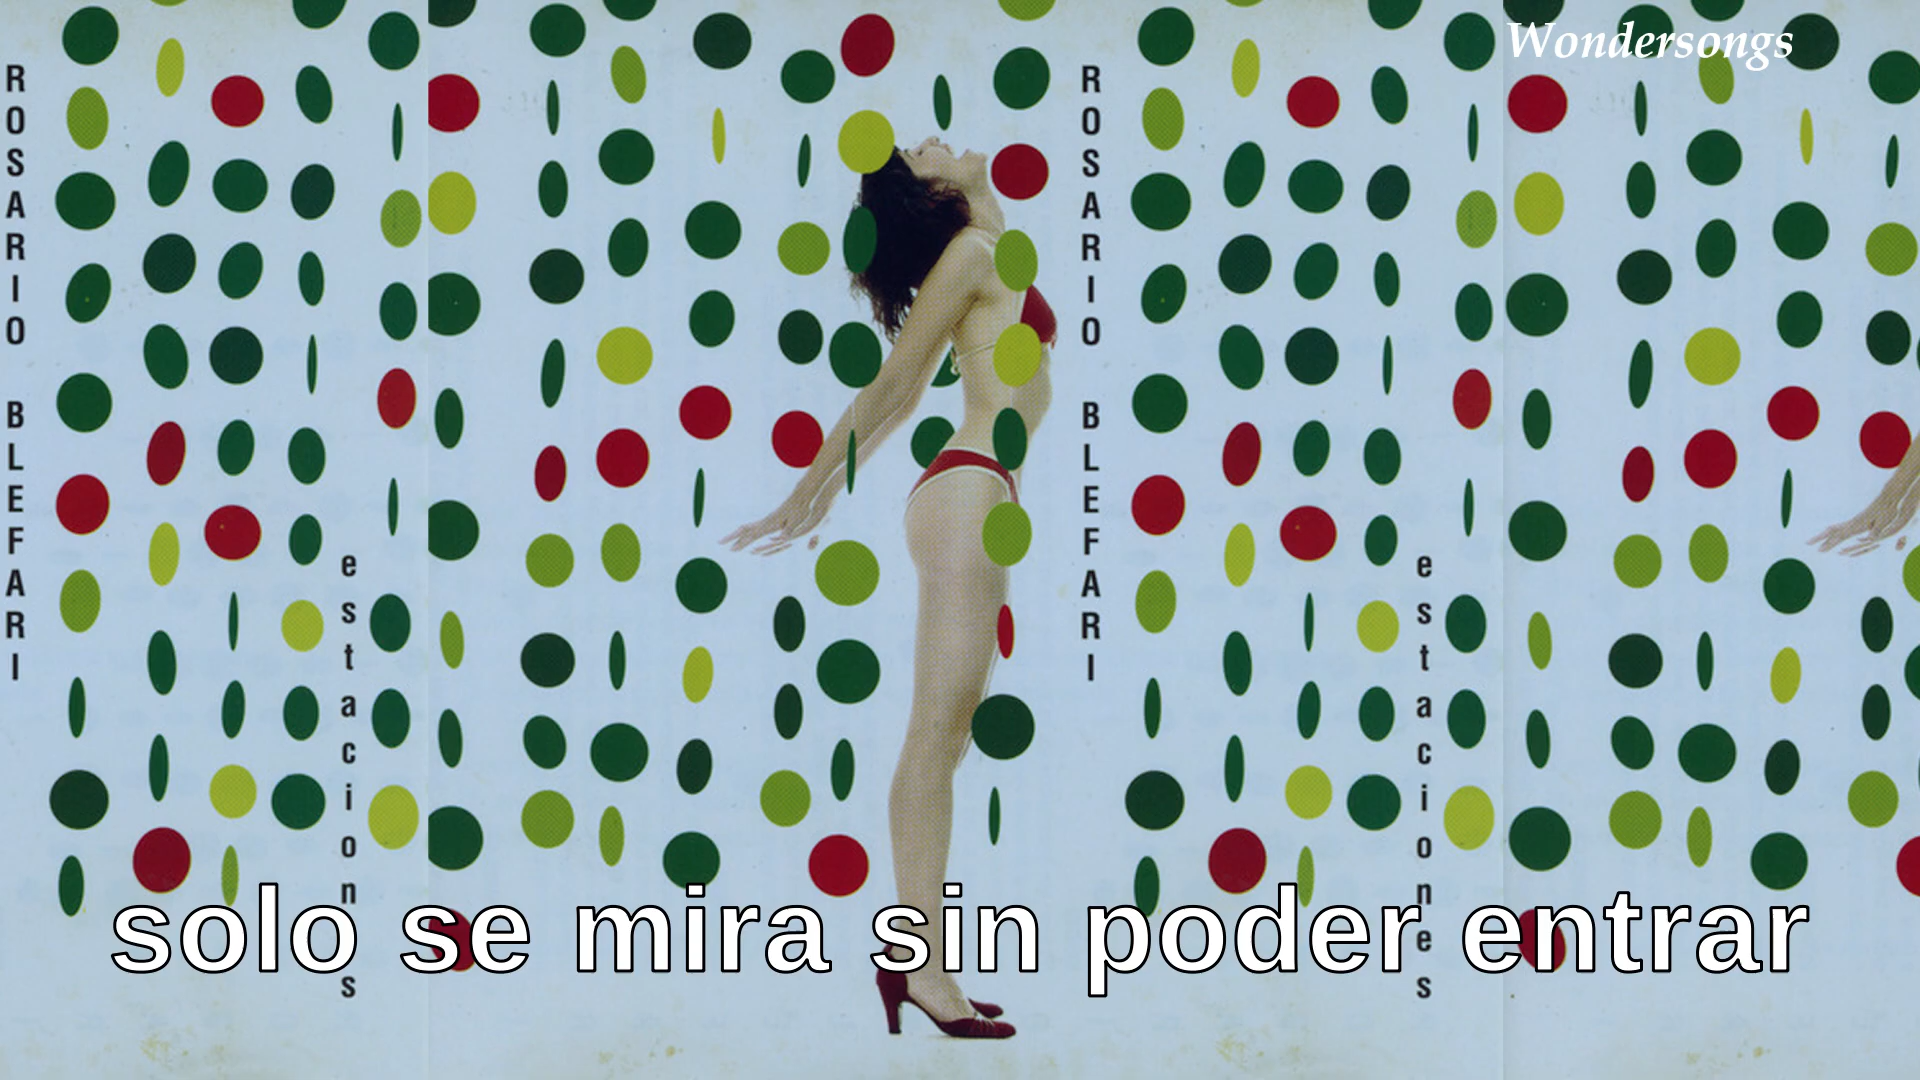 Wondersongs
ROSARIO BLEFARI
estaciones
ROSARIO BLEFARI
estaciones
solo se mira sin poder entrar